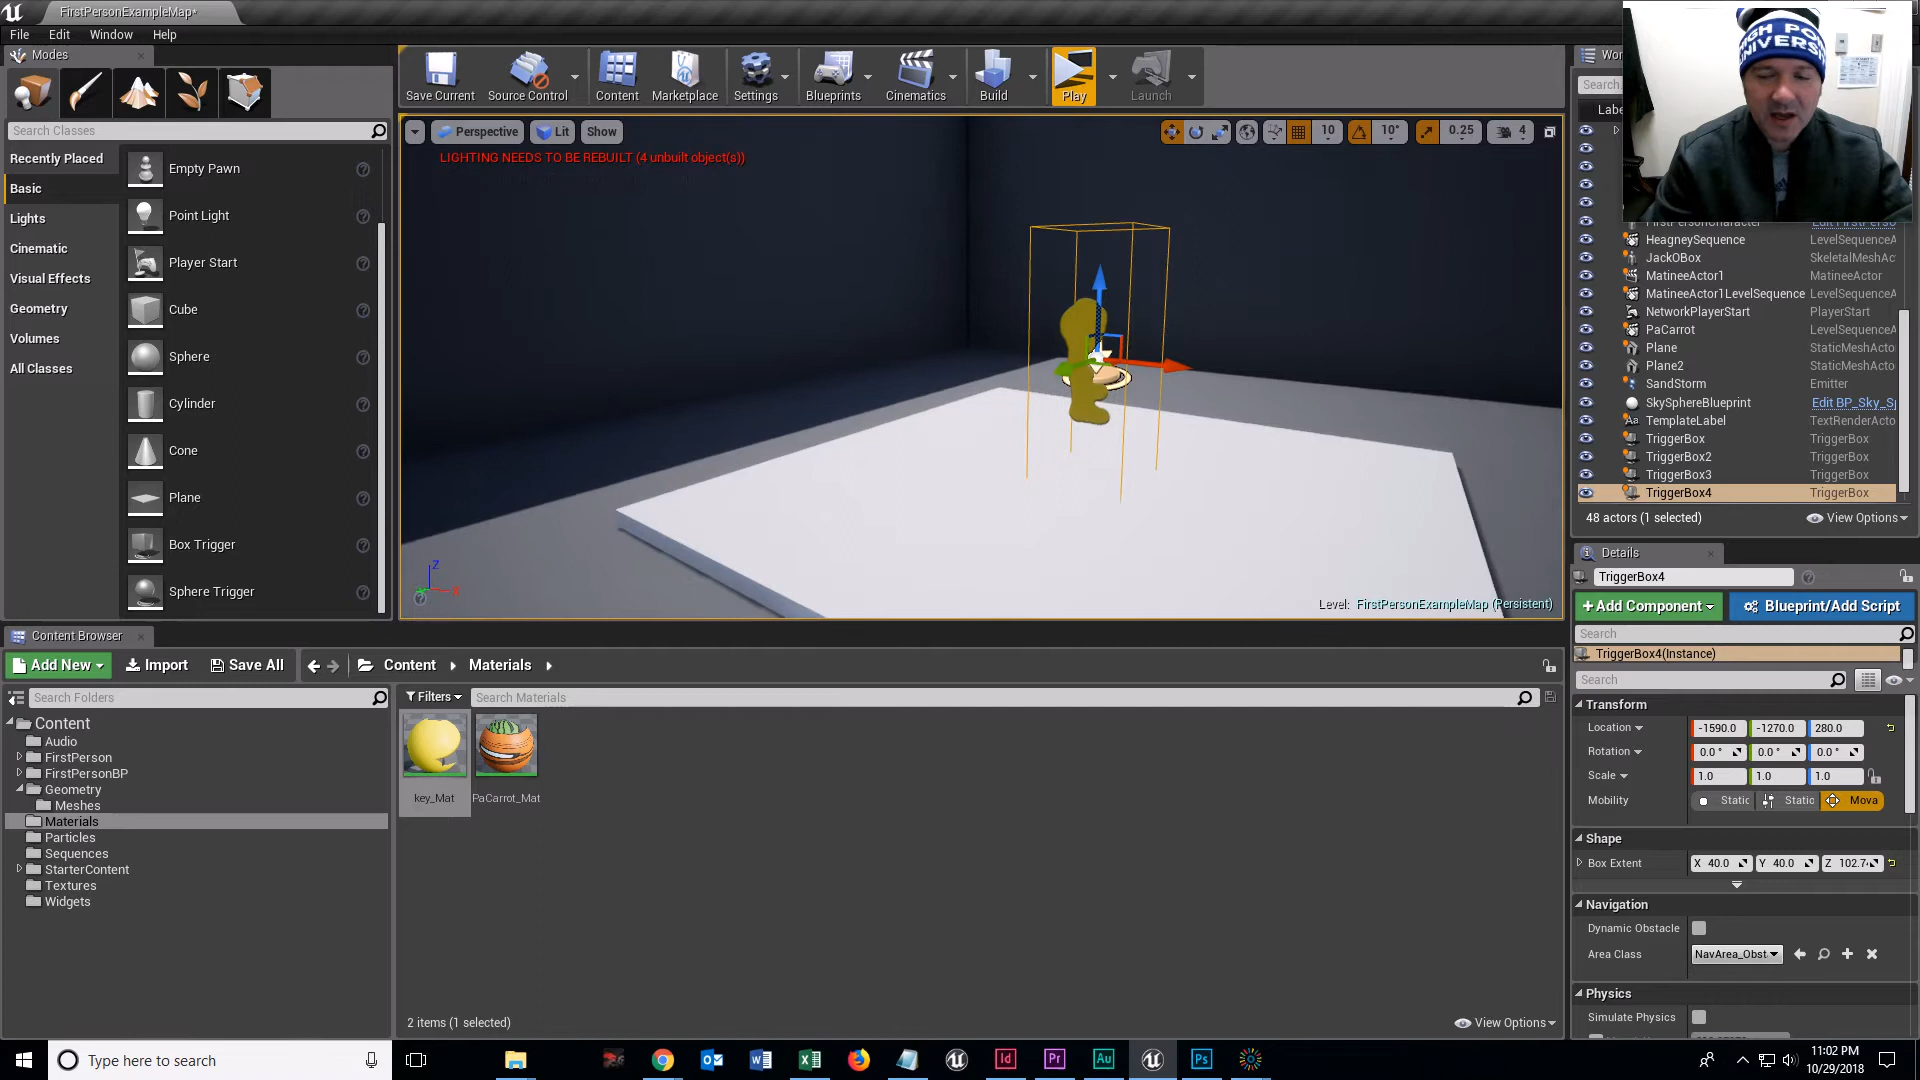 FirstPersonExampleMap*
File Edit Window Help
Modes
Search Classes
Recently Placed
Basic
Lights
Cinematic
Visual Effects
Geometry
Volumes
All Classes
Empty Pawn
Point Light
Player Start
Cube
Sphere
Cylinder
Cone
Plane
Box Trigger
Sphere Trigger
Save Current Source Control Content Marketplace Settings Blueprints Cinematics Build Play Launch
Perspective Lit Show 10 10° 0.25 4
LIGHTING NEEDS TO BE REBUILT (4 unbuilt object(s))
Z
X
Level: FirstPersonExampleMap (Persistent)
Search
HeagneySequence LevelSequenceA
JackOBox SkeletalMeshAc
MatineeActor1 MatineeActor
MatineeActor1LevelSequence LevelSequenceA
NetworkPlayerStart PlayerStart
PaCarrot LevelSequenceA
Plane StaticMeshActo
Plane2 StaticMeshActo
SandStorm Emitter
SkySphereBlueprint Edit BP_Sky_S
TemplateLabel TextRenderActo
TriggerBox TriggerBox
TriggerBox2 TriggerBox
TriggerBox3 TriggerBox
TriggerBox4 TriggerBox
48 actors (1 selected) View Options
Details
TriggerBox4
+ Add Component Blueprint/Add Script
Search
TriggerBox4(Instance)
Search
Transform
Location -1590.0 -1270.0 280.0
Rotation 0.0 ° 0.0 ° 0.0 °
Scale 1.0 1.0 1.0
Mobility Static Static Mova
Shape
Box Extent X 40.0 Y 40.0 Z 102.7
Navigation
Dynamic Obstacle
Area Class NavArea_Obst
Physics
Simulate Physics
Content Browser
Add New Import Save All Content Materials
Search Folders
Filters Search Materials
Content
Audio
FirstPerson
FirstPersonBP
Geometry
Meshes
Materials
Particles
Sequences
StarterContent
Textures
Widgets
key_Mat PaCarrot_Mat
2 items (1 selected) View Options
Type here to search
Id Pr Au Ps
11:02 PM
10/29/2018